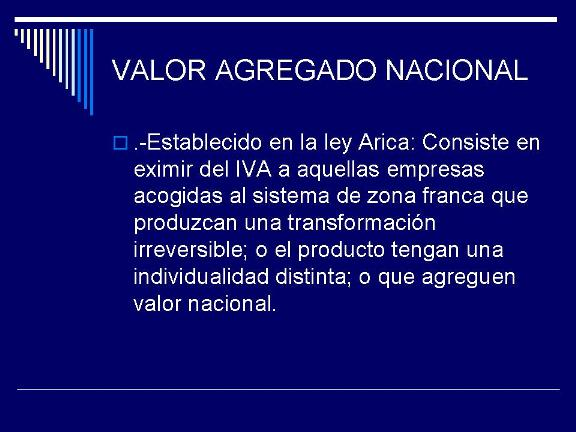 VALOR AGREGADO NACIONAL
.-Establecido en la ley Arica: Consiste en
eximir del IVA a aquellas empresas
acogidas al sistema de zona franca que
produzcan una transformación
irreversible; o el producto tengan una
individualidad distinta; o que agreguen
valor nacional.